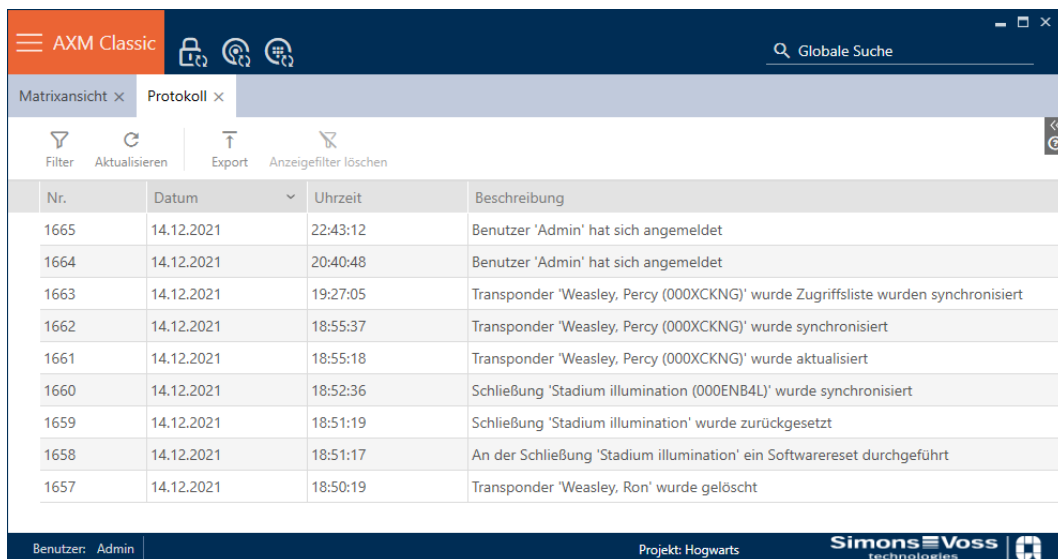 AXM Classic
Globale Suche
Matrixansicht
Protokoll
Filter
Aktualisieren
Export
Anzeigefilter löschen
Nr. Datum Uhrzeit Beschreibung
1665 14.12.2021 22:43:12 Benutzer 'Admin' hat sich angemeldet
1664 14.12.2021 20:40:48 Benutzer 'Admin' hat sich angemeldet
1663 14.12.2021 19:27:05 Transponder 'Weasley, Percy (000XCKNG)' wurde Zugriffsliste wurden synchronisiert
1662 14.12.2021 18:55:37 Transponder 'Weasley, Percy (000XCKNG)' wurde synchronisiert
1661 14.12.2021 18:55:18 Transponder 'Weasley, Percy (000XCKNG)' wurde aktualisiert
1660 14.12.2021 18:52:36 Schließung 'Stadium illumination (000ENB4L)' wurde synchronisiert
1659 14.12.2021 18:51:19 Schließung 'Stadium illumination' wurde zurückgesetzt
1658 14.12.2021 18:51:17 An der Schließung 'Stadium illumination' ein Softwarereset durchgeführt
1657 14.12.2021 18:50:19 Transponder 'Weasley, Ron' wurde gelöscht
Benutzer: Admin
Projekt: Hogwarts
Simons Voss
technologies